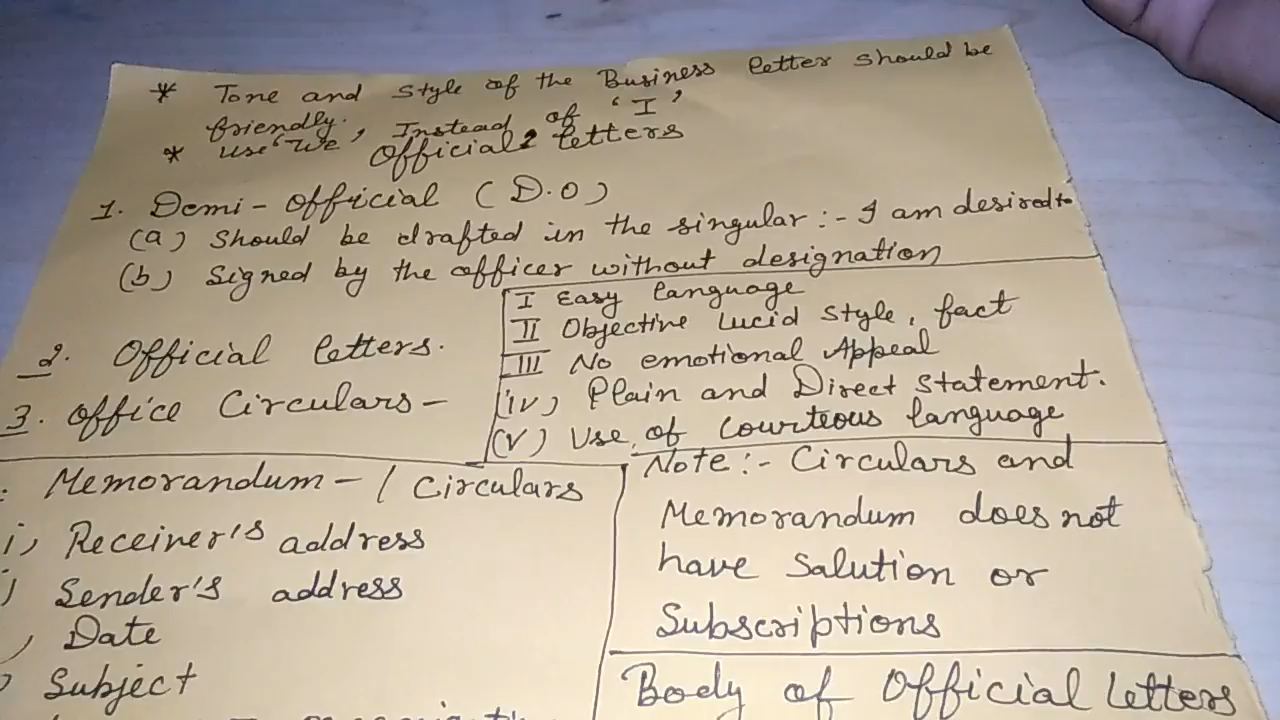 * Tone and style of the Business letter should be
friendly.
* Use 'We', Instead of 'I'
Official letters
1. Demi-official (D.O)
(a) Should be drafted in the singular:- I am desired to
(b) Signed by the officer without designation
I Easy language
II Objective Lucid style, fact
III No emotional Appeal
(iv) Plain and Direct statement.
(V) Use of courteous language
2. Official letters.
3. Office Circulars-
Memorandum - / Circulars
i) Receiver's address
Sender's address
Date
Subject
Note:- Circulars and
Memorandum does not
have Salution or
Subscriptions
Body of Official letters